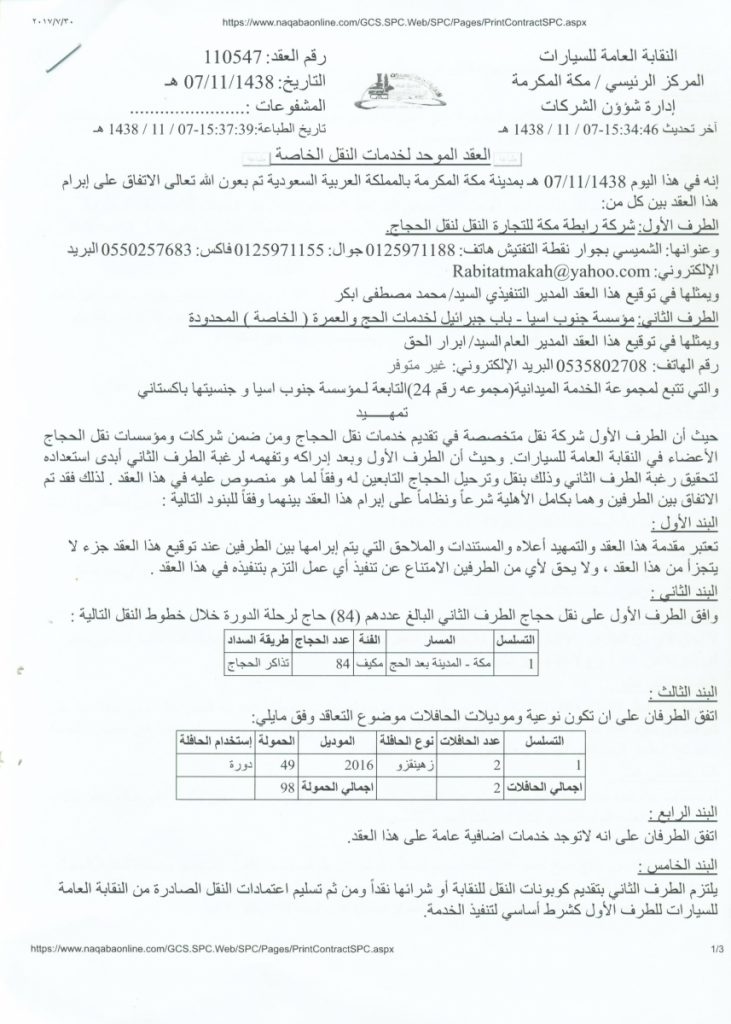 ٢٠١٧/٧/٣٠ https://www.naqabaonline.com/GCS.SPC.Web/SPC/Pages/PrintContractSPC.aspx
النقابة العامة للسيارات
المركز الرئيسي / مكة المكرمة
إدارة شؤؤن الشركات
آخر تحديث 15:34:46-07 / 11 / 1438 هـ
رقم العقد: 110547
التاريخ: 07/11/1438 هـ
المشفوعات : ......................
تاريخ الطباعة:15:37:39-07 / 11 / 1438 هـ
العقد الموحد لخدمات النقل الخاصة
إنه في هذا اليوم 07/11/1438 هـ بمدينة مكة المكرمة بالمملكة العربية السعودية تم بعون الله تعالى الاتفاق على إبرام
هذا العقد بين كل من:
الطرف الأول: شركة رابطة مكة للتجارة النقل لنقل الحجاج.
وعنوانها: الشميسي بجوار نقطة التفتيش هاتف: 0125971188 جوال: 0125971155 فاكس: 0550257683 البريد
الإلكتروني: Rabitatmakah@yahoo.com
ويمثلها في توقيع هذا العقد المدير التنفيذي السيد/ محمد مصطفى ابكر
الطرف الثاني: مؤسسة جنوب اسيا - باب جبرائيل لخدمات الحج والعمرة ( الخاصة ) المحدودة
ويمثلها في توقيع هذا العقد المدير العام السيد/ ابرار الحق
رقم الهاتف: 0535802708 البريد الإلكتروني: غير متوفر
والتي تتبع لمجموعة الخدمة الميدانية(مجموعه رقم 24)التابعة لـمؤسسة جنوب اسيا و جنسيتها باكستاني
تمهـــــيد
حيث أن الطرف الأول شركة نقل متخصصة في تقديم خدمات نقل الحجاج ومن ضمن شركات ومؤسسات نقل الحجاج
الأعضاء في النقابة العامة للسيارات. وحيث أن الطرف الأول وبعد إدراكه وتفهمه لرغبة الطرف الثاني أبدى استعداده
لتحقيق رغبة الطرف الثاني وذلك بنقل وترحيل الحجاج التابعين له وفقاً لما هو منصوص عليه في هذا العقد . لذلك فقد تم
الاتفاق بين الطرفين وهما بكامل الأهلية شرعاً ونظاماً على إبرام هذا العقد بينهما وفقاً للبنود التالية :
البند الأول :
تعتبر مقدمة هذا العقد والتمهيد أعلاه والمستندات والملاحق التي يتم إبرامها بين الطرفين عند توقيع هذا العقد جزء لا
يتجزأ من هذا العقد ، ولا يحق لأي من الطرفين الامتناع عن تنفيذ أي عمل التزم بتنفيذه في هذا العقد .
البند الثاني :
وافق الطرف الأول على نقل حجاج الطرف الثاني البالغ عددهم (84) حاج لرحلة الدورة خلال خطوط النقل التالية :
التسلسل المسار الفئة عدد الحجاج طريقة السداد
1 مكة - المدينة بعد الحج مكيف 84 تذاكر الحجاج
البند الثالث :
اتفق الطرفان على ان تكون نوعية وموديلات الحافلات موضوع التعاقد وفق مايلي:
التسلسل عدد الحافلات نوع الحافلة الموديل الحمولة إستخدام الحافلة
1 2 زهينقزو 2016 49 دورة
اجمالي الحافلات 2 اجمالي الحمولة 98
البند الرابع :
اتفق الطرفان على انه لاتوجد خدمات اضافية عامة على هذا العقد.
البند الخامس :
يلتزم الطرف الثاني بتقديم كوبونات النقل للنقابة أو شرائها نقداً ومن ثم تسليم اعتمادات النقل الصادرة من النقابة العامة
للسيارات للطرف الأول كشرط أساسي لتنفيذ الخدمة.
https://www.naqabaonline.com/GCS.SPC.Web/SPC/Pages/PrintContractSPC.aspx 1/3